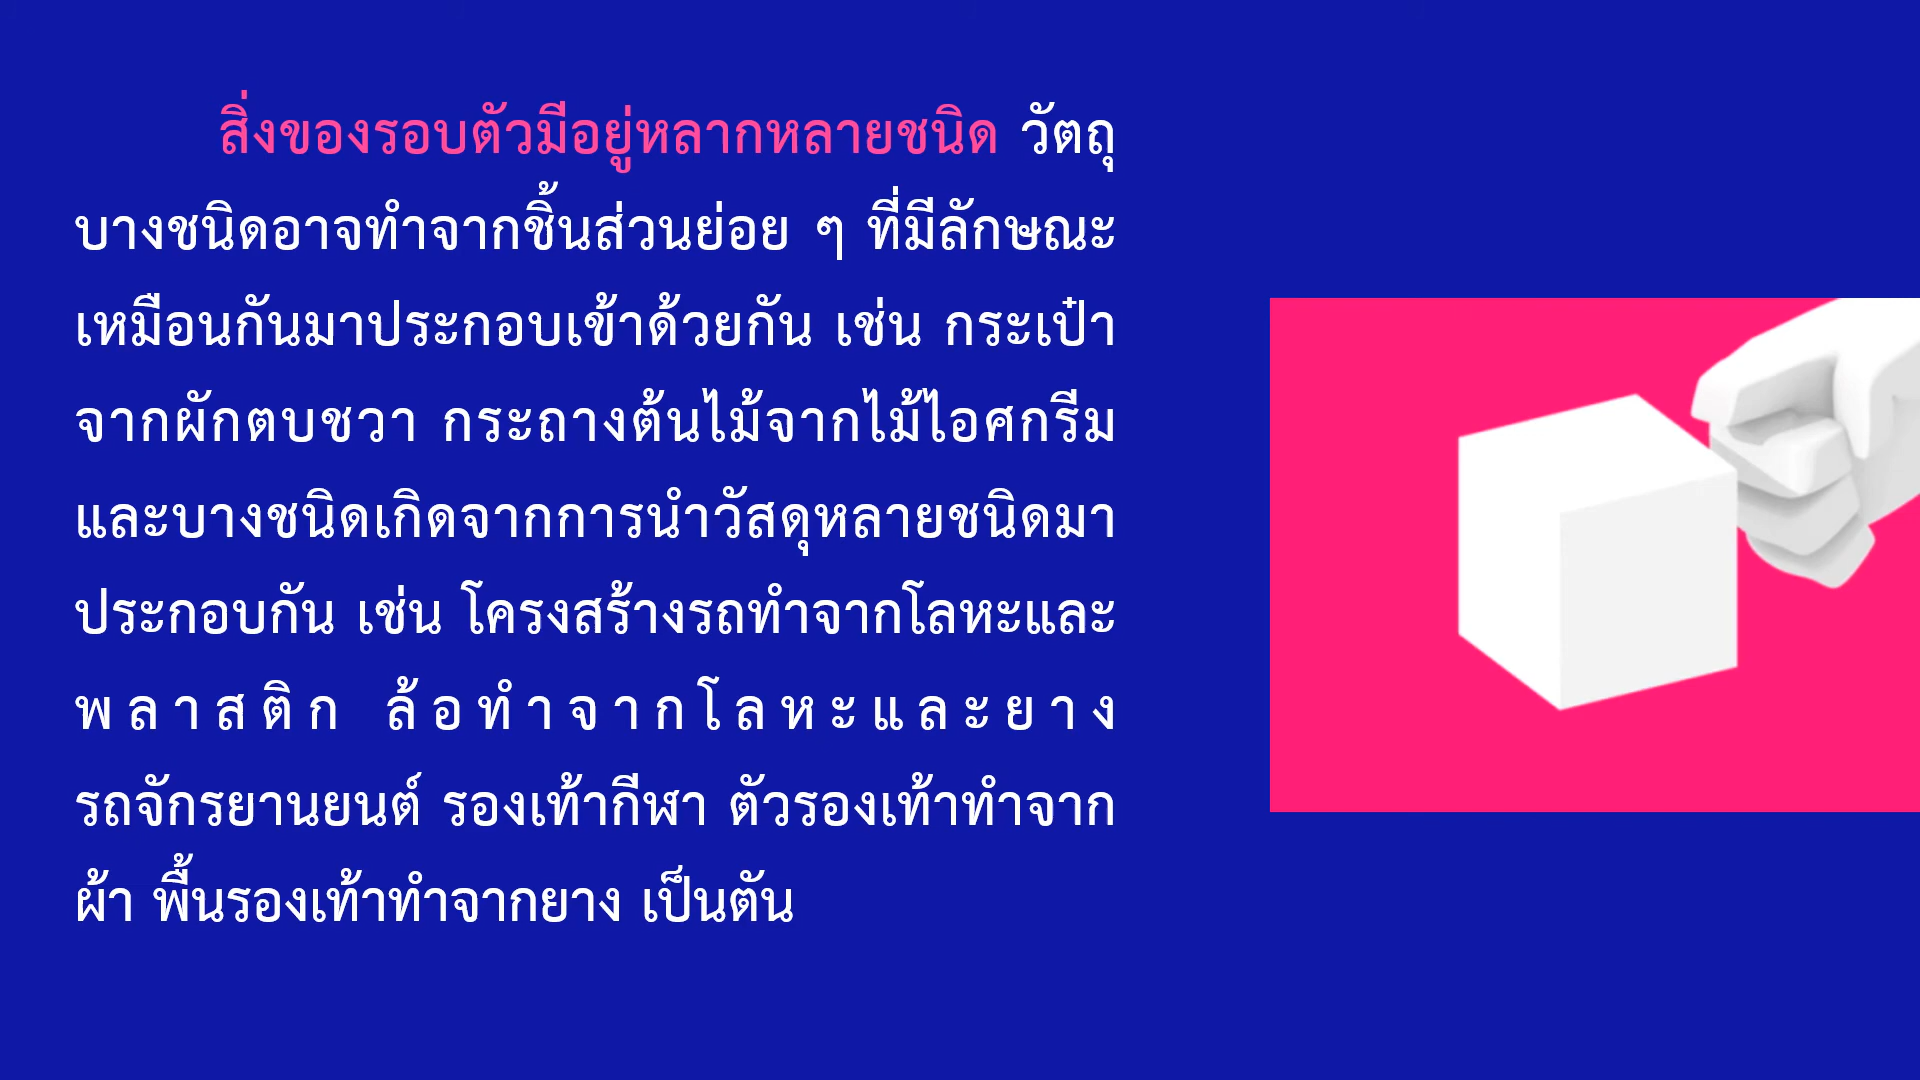 สิ่งของรอบตัวมีอยู่หลากหลายชนิด วัตถุ
บางชนิดอาจทำจากชิ้นส่วนย่อย ๆ ที่มีลักษณะ
เหมือนกันมาประกอบเข้าด้วยกัน เช่น กระเป๋า
จากผักตบชวา กระถางต้นไม้จากไม้ไอศกรีม
และบางชนิดเกิดจากการนำวัสดุหลายชนิดมา
ประกอบกัน เช่น โครงสร้างรถทำจากโลหะและ
พลาสติก ล้อทำจากโลหะและยาง
รถจักรยานยนต์ รองเท้ากีฬา ตัวรองเท้าทำจาก
ผ้า พื้นรองเท้าทำจากยาง เป็นตัน